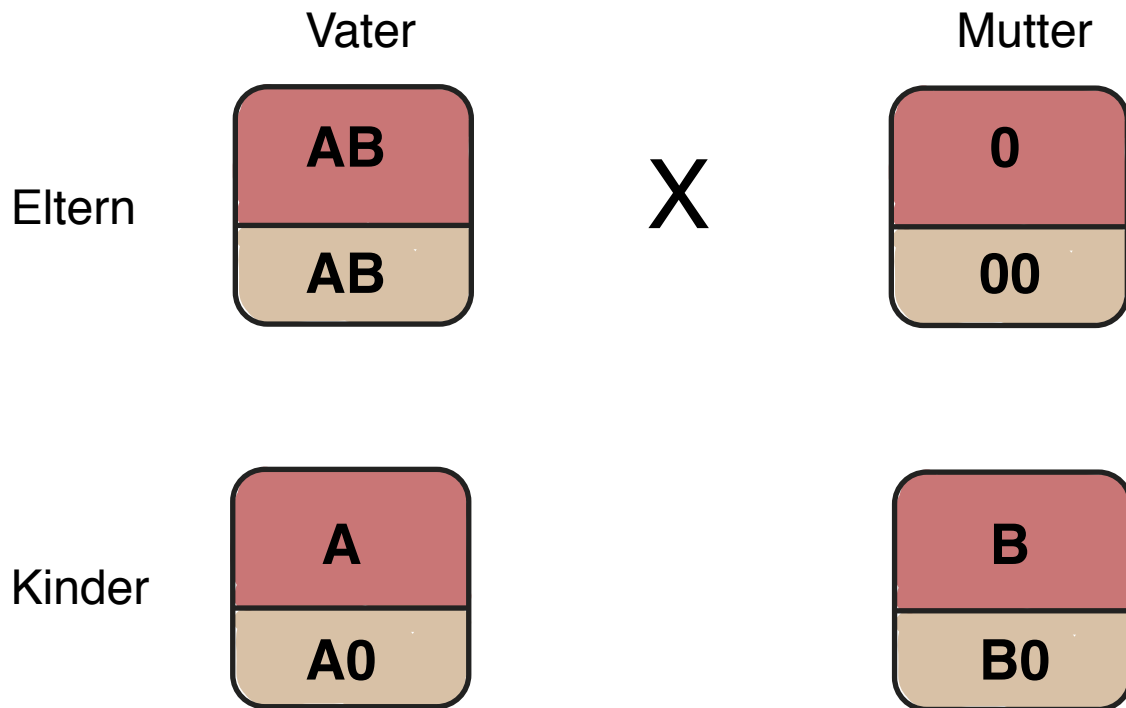 Vater Mutter
AB 0
Eltern X
AB 00
A B
Kinder
A0 B0